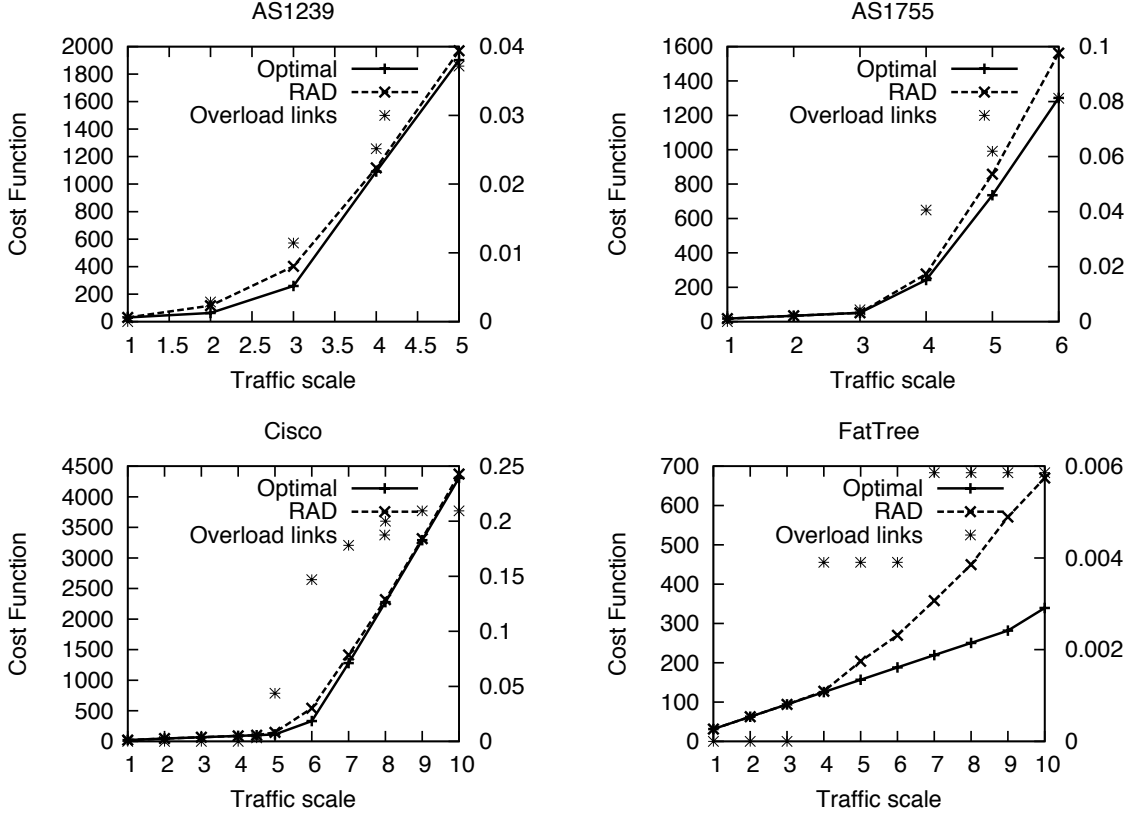 AS1239
2000
1800
1600
1400
1200
1000
800
600
400
200
0
Cost Function
Optimal
RAD
Overload links
0.04
0.03
0.02
0.01
0
1 1.5 2 2.5 3 3.5 4 4.5 5
Traffic scale
AS1755
1600
1400
1200
1000
800
600
400
200
0
Cost Function
Optimal
RAD
Overload links
0.1
0.08
0.06
0.04
0.02
0
1 2 3 4 5 6
Traffic scale
Cisco
4500
4000
3500
3000
2500
2000
1500
1000
500
0
Cost Function
Optimal
RAD
Overload links
0.25
0.2
0.15
0.1
0.05
0
1 2 3 4 5 6 7 8 9 10
Traffic scale
FatTree
700
600
500
400
300
200
100
0
Cost Function
Optimal
RAD
Overload links
0.006
0.004
0.002
0
1 2 3 4 5 6 7 8 9 10
Traffic scale